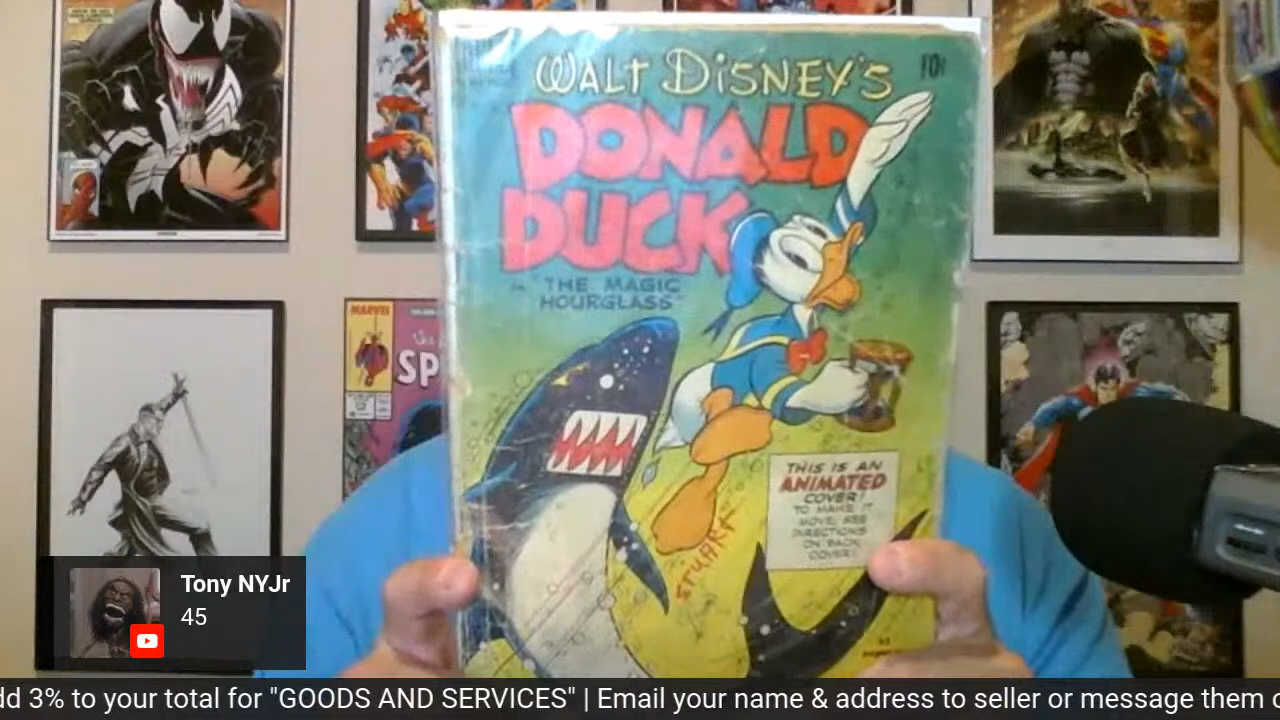 WALT DISNEY'S
10¢
DONALD
DUCK
in "THE MAGIC
HOURGLASS"
MARVEL
SP
THIS IS AN
ANIMATED
COVER!
TO MAKE IT
MOVE, SEE
DIRECTIONS
ON BACK
COVER!
STUART
Tony NYJr
45
dd 3% to your total for "GOODS AND SERVICES" | Email your name & address to seller or message them